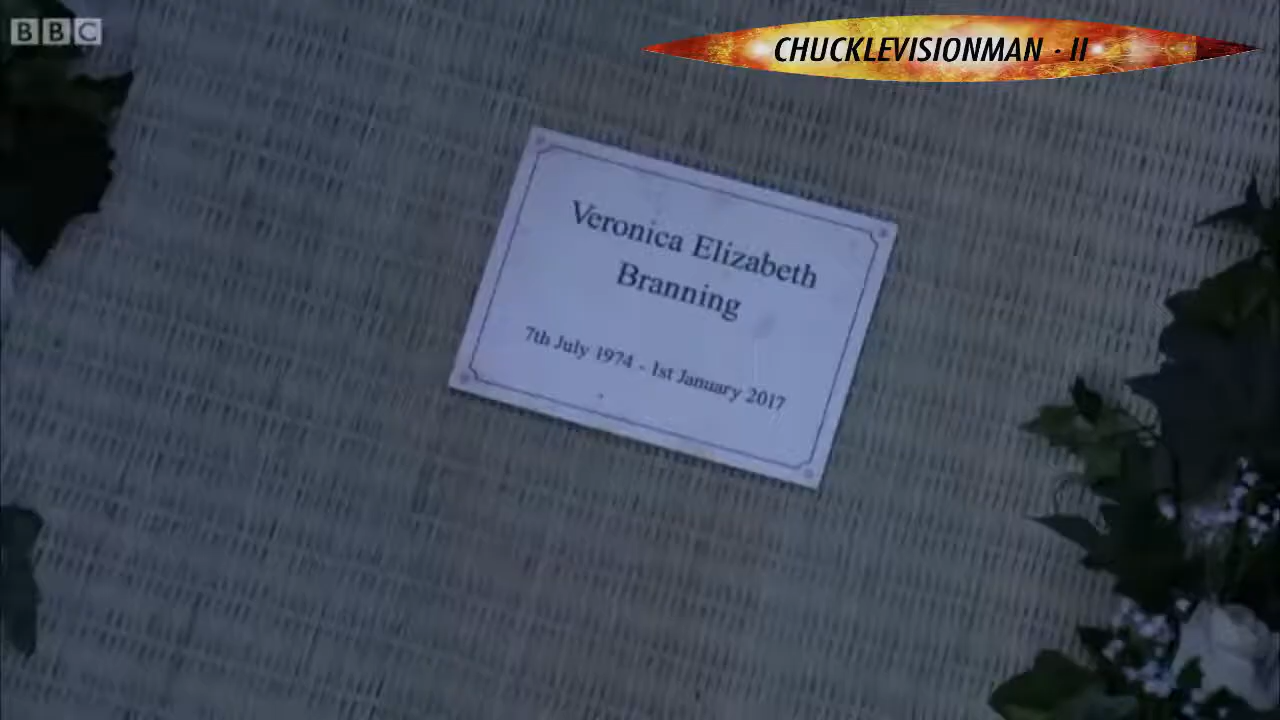 BBC
CHUCKLEVISIONMAN · II
Veronica Elizabeth
Branning
7th July 1974 - 1st January 2017